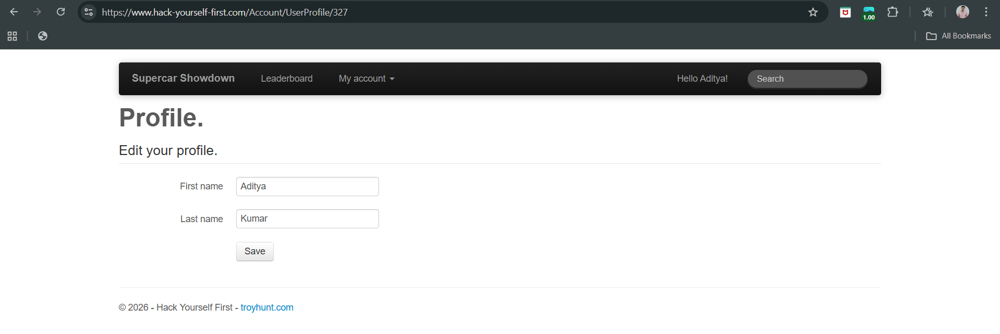 https://www.hack-yourself-first.com/Account/UserProfile/327
1.00
All Bookmarks
Supercar Showdown Leaderboard My account Hello Aditya! Search
Profile.
Edit your profile.
First name Aditya
Last name Kumar
Save
© 2026 - Hack Yourself First - troyhunt.com